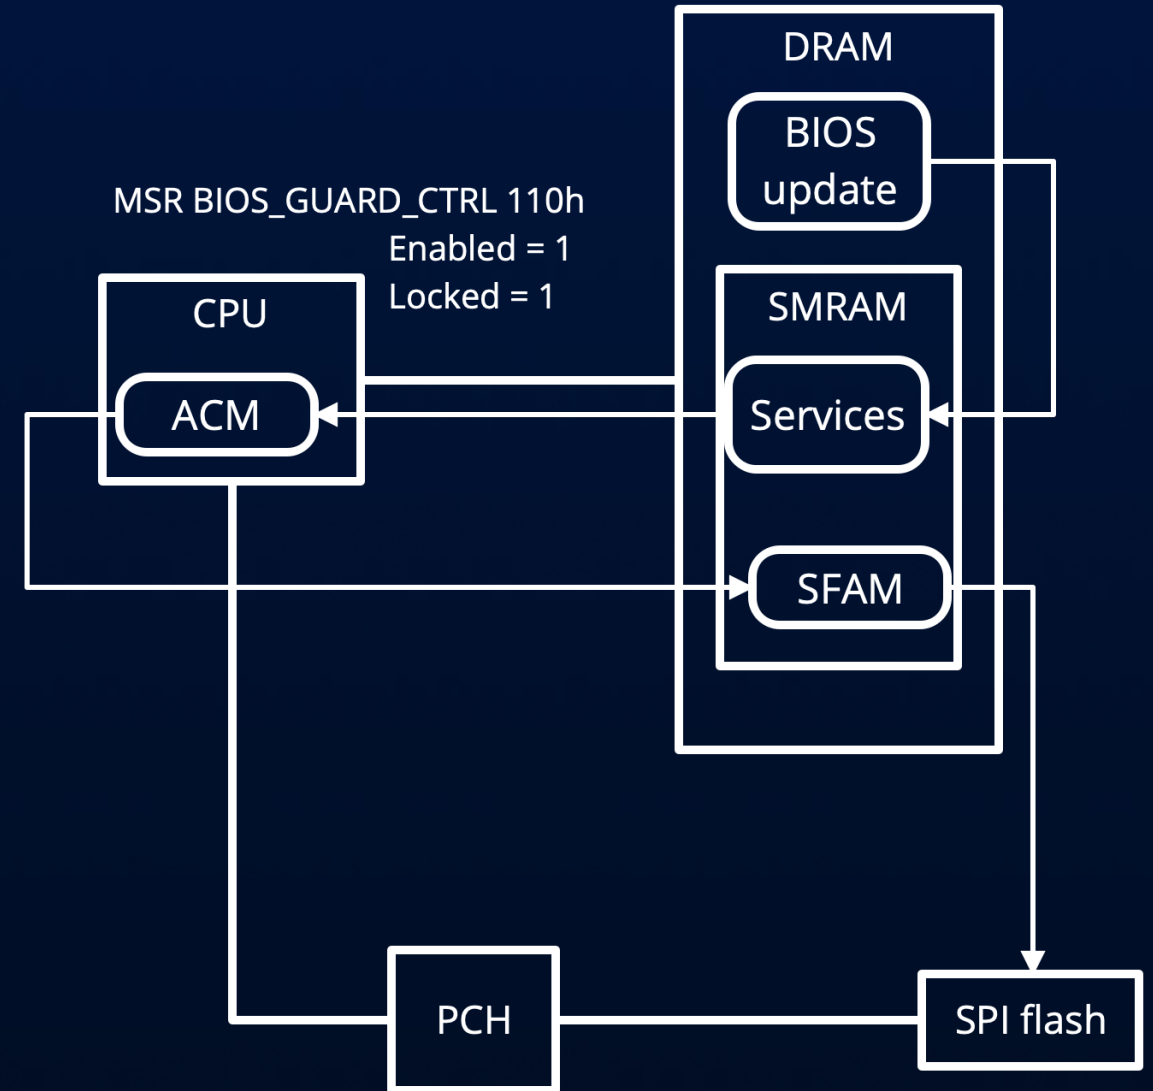 DRAM
BIOS
update
MSR BIOS_GUARD_CTRL 110h
Enabled = 1
Locked = 1
CPU
SMRAM
ACM
Services
SFAM
PCH
SPI flash